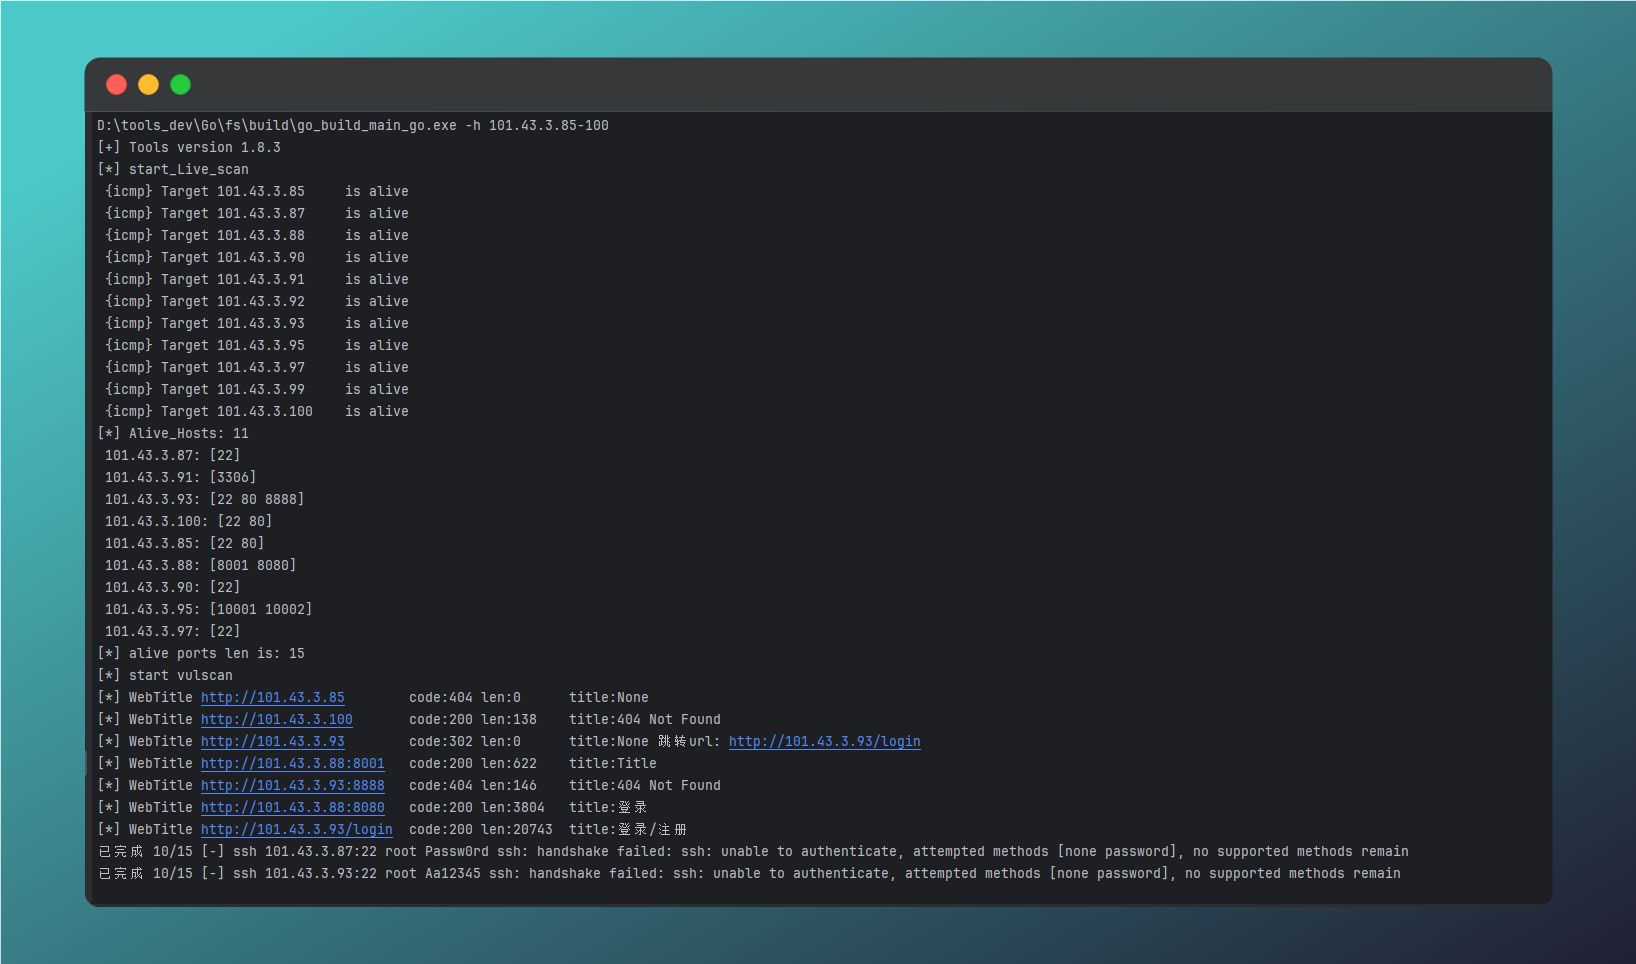 D:\tools_dev\Go\fs\build\go_build_main_go.exe -h 101.43.3.85-100
[+] Tools version 1.8.3
[*] start_Live_scan
{icmp} Target 101.43.3.85     is alive
{icmp} Target 101.43.3.87     is alive
{icmp} Target 101.43.3.88     is alive
{icmp} Target 101.43.3.90     is alive
{icmp} Target 101.43.3.91     is alive
{icmp} Target 101.43.3.92     is alive
{icmp} Target 101.43.3.93     is alive
{icmp} Target 101.43.3.95     is alive
{icmp} Target 101.43.3.97     is alive
{icmp} Target 101.43.3.99     is alive
{icmp} Target 101.43.3.100    is alive
[*] Alive_Hosts: 11
101.43.3.87: [22]
101.43.3.91: [3306]
101.43.3.93: [22 80 8888]
101.43.3.100: [22 80]
101.43.3.85: [22 80]
101.43.3.88: [8001 8080]
101.43.3.90: [22]
101.43.3.95: [10001 10002]
101.43.3.97: [22]
[*] alive ports len is: 15
[*] start vulscan
[*] WebTitle http://101.43.3.85        code:404 len:0      title:None
[*] WebTitle http://101.43.3.100       code:200 len:138    title:404 Not Found
[*] WebTitle http://101.43.3.93        code:302 len:0      title:None 跳转url: http://101.43.3.93/login
[*] WebTitle http://101.43.3.88:8001   code:200 len:622    title:Title
[*] WebTitle http://101.43.3.93:8888   code:404 len:146    title:404 Not Found
[*] WebTitle http://101.43.3.88:8080   code:200 len:3804   title:登录
[*] WebTitle http://101.43.3.93/login  code:200 len:20743  title:登录/注册
已完成 10/15 [-] ssh 101.43.3.87:22 root Passw0rd ssh: handshake failed: ssh: unable to authenticate, attempted methods [none password], no supported methods remain
已完成 10/15 [-] ssh 101.43.3.93:22 root Aa12345 ssh: handshake failed: ssh: unable to authenticate, attempted methods [none password], no supported methods remain